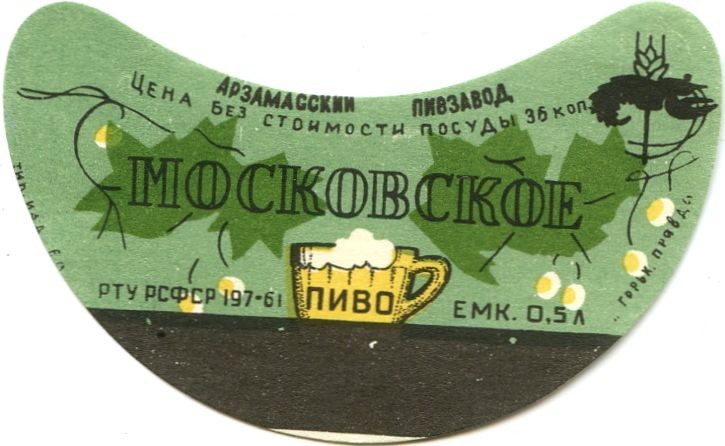 АРЗАМАССКИЙ ПИВЗАВОД
ЦЕНА БЕЗ СТОИМОСТИ ПОСУДЫ 36 КОП.
МОСКОВСКОЕ
РТУ РСФСР 197-61
ПИВО
ЕМК. 0,5 Л
„ ГОРЬК. ПРАВДА